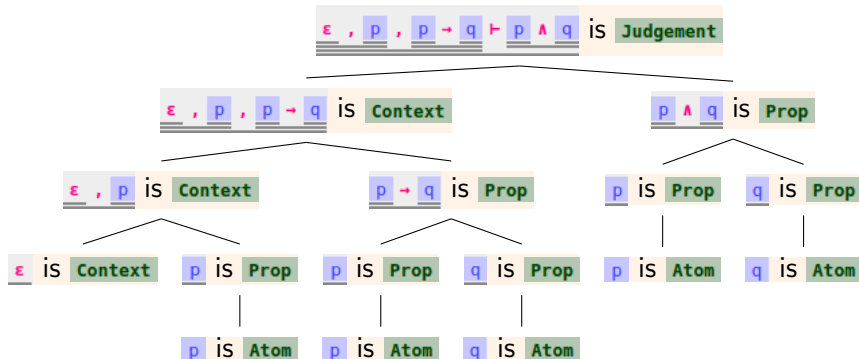 ε , p , p → q ⊢ p ∧ q is Judgement
ε , p , p → q is Context p ∧ q is Prop
ε , p is Context p → q is Prop p is Prop q is Prop
ε is Context p is Prop p is Prop q is Prop p is Atom q is Atom
p is Atom p is Atom q is Atom